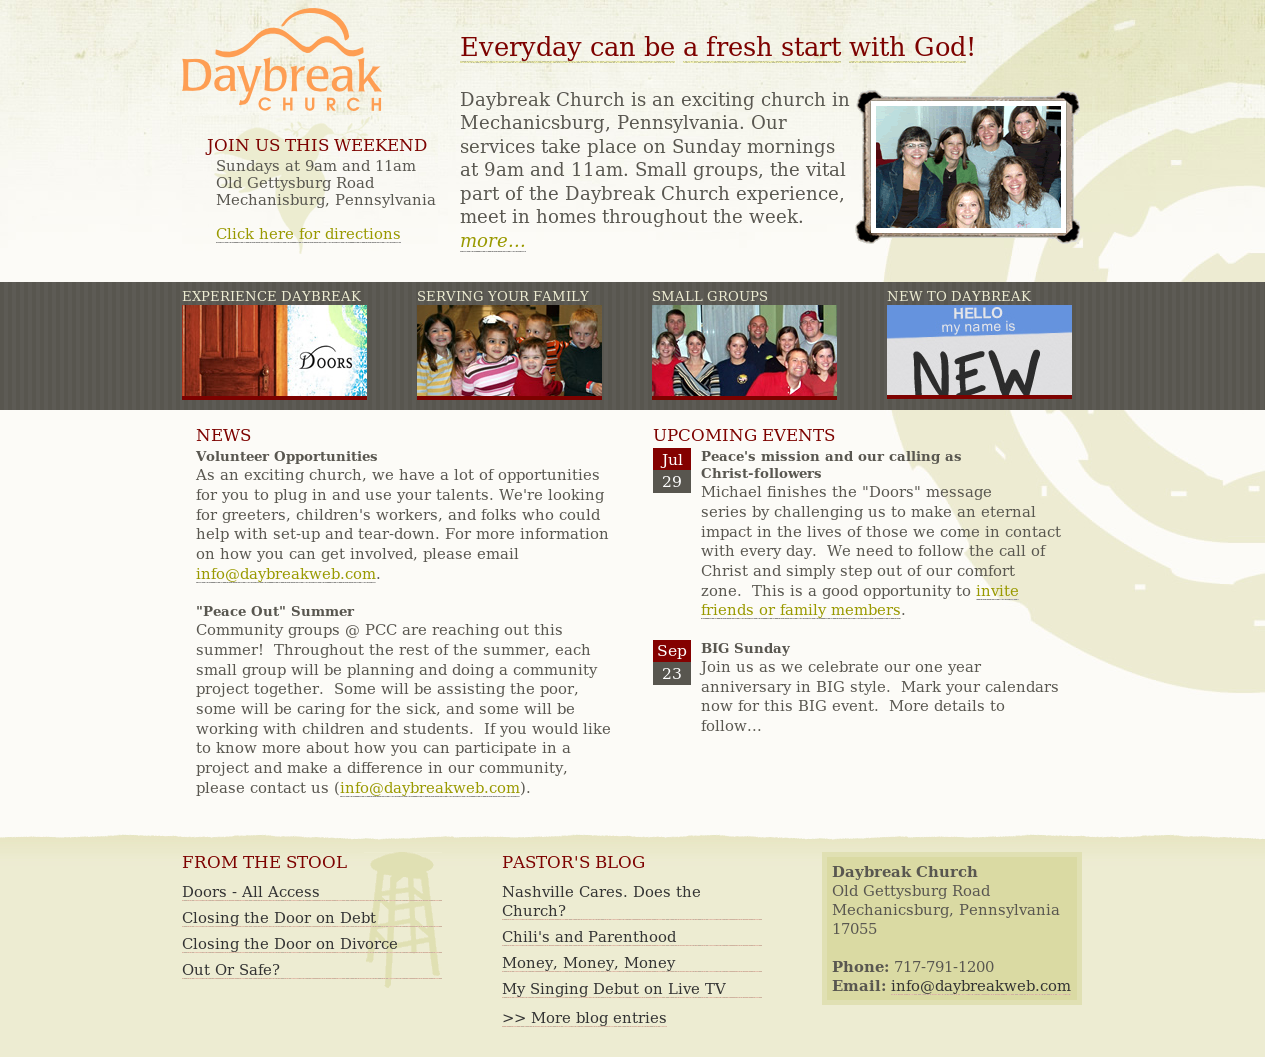 Daybreak
CHURCH
Everyday can be a fresh start with God!
JOIN US THIS WEEKEND
Sundays at 9am and 11am
Old Gettysburg Road
Mechanisburg, Pennsylvania
Click here for directions
Daybreak Church is an exciting church in
Mechanicsburg, Pennsylvania. Our
services take place on Sunday mornings
at 9am and 11am. Small groups, the vital
part of the Daybreak Church experience,
meet in homes throughout the week.
more...
EXPERIENCE DAYBREAK
DOORS
SERVING YOUR FAMILY
SMALL GROUPS
NEW TO DAYBREAK
HELLO
my name is
NEW
NEWS
Volunteer Opportunities
As an exciting church, we have a lot of opportunities
for you to plug in and use your talents. We're looking
for greeters, children's workers, and folks who could
help with set-up and tear-down. For more information
on how you can get involved, please email
info@daybreakweb.com.
"Peace Out" Summer
Community groups @ PCC are reaching out this
summer!  Throughout the rest of the summer, each
small group will be planning and doing a community
project together.  Some will be assisting the poor,
some will be caring for the sick, and some will be
working with children and students.  If you would like
to know more about how you can participate in a
project and make a difference in our community,
please contact us (info@daybreakweb.com).
UPCOMING EVENTS
Jul
29
Peace's mission and our calling as
Christ-followers
Michael finishes the "Doors" message
series by challenging us to make an eternal
impact in the lives of those we come in contact
with every day.  We need to follow the call of
Christ and simply step out of our comfort
zone.  This is a good opportunity to invite
friends or family members.
Sep
23
BIG Sunday
Join us as we celebrate our one year
anniversary in BIG style.  Mark your calendars
now for this BIG event.  More details to
follow...
FROM THE STOOL
Doors - All Access
Closing the Door on Debt
Closing the Door on Divorce
Out Or Safe?
PASTOR'S BLOG
Nashville Cares. Does the
Church?
Chili's and Parenthood
Money, Money, Money
My Singing Debut on Live TV
>> More blog entries
Daybreak Church
Old Gettysburg Road
Mechanicsburg, Pennsylvania
17055
Phone: 717-791-1200
Email: info@daybreakweb.com